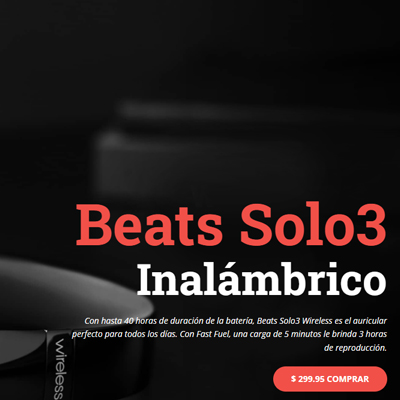 Beats Solo3
Inalámbrico
Con hasta 40 horas de duración de la batería, Beats Solo3 Wireless es el auricular
perfecto para todos los días. Con Fast Fuel, una carga de 5 minutos le brinda 3 horas
de reproducción.
wireless
$ 299.95 COMPRAR